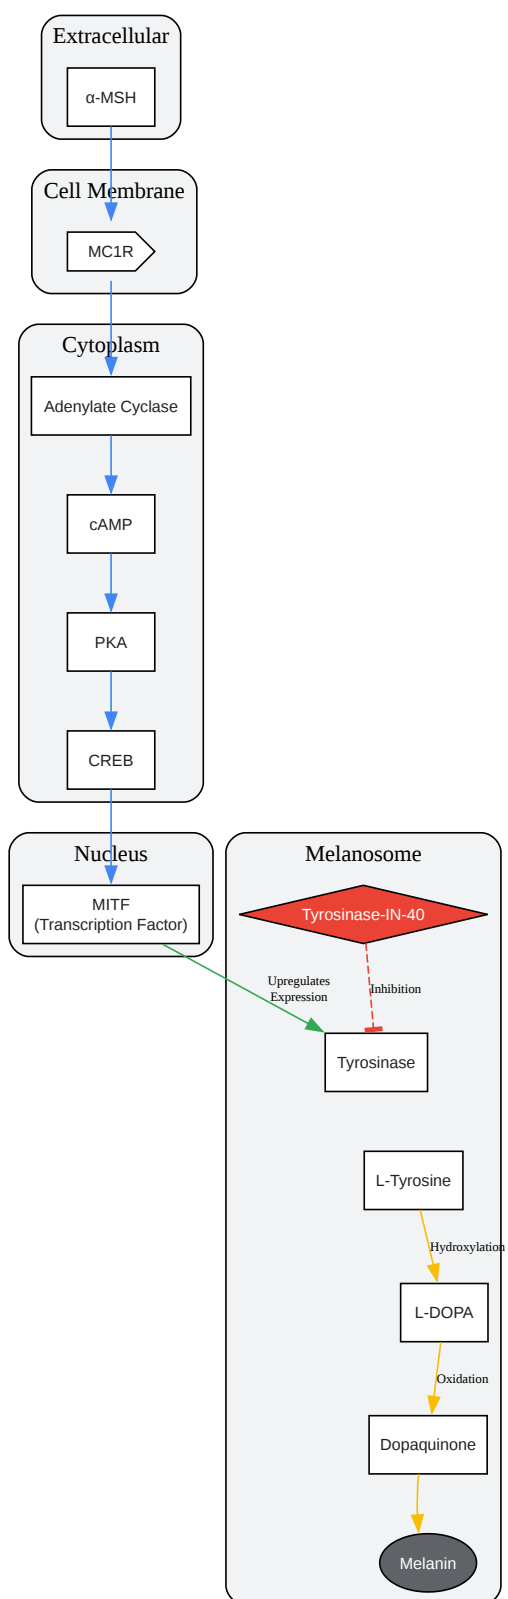 Extracellular
α-MSH
Cell Membrane
MC1R
Cytoplasm
Adenylate Cyclase
cAMP
PKA
CREB
Nucleus
MITF
(Transcription Factor)
Melanosome
Tyrosinase-IN-40
Upregulates
Expression
Inhibition
Tyrosinase
L-Tyrosine
Hydroxylation
L-DOPA
Oxidation
Dopaquinone
Melanin